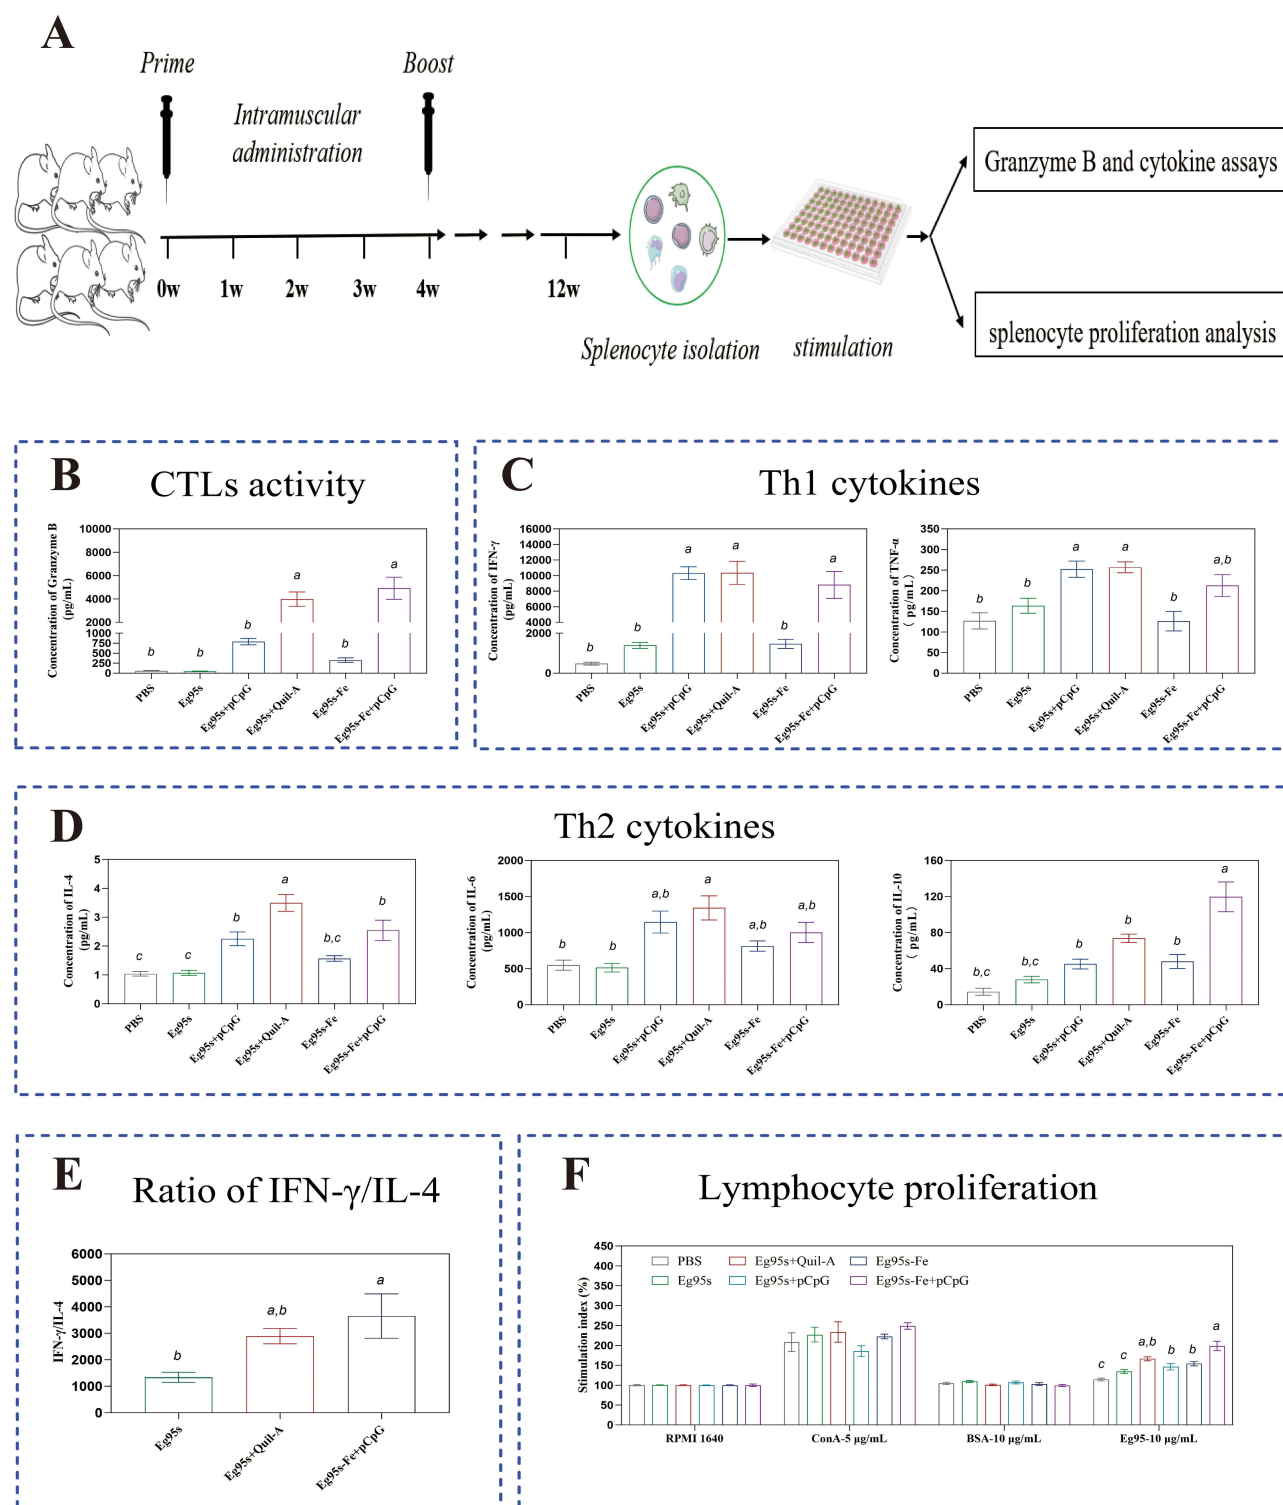 A
Prime
Boost
Intramuscular
administration
0w
1w
2w
3w
4w
12w
Splenocyte isolation
stimulation
Granzyme B and cytokine assays
splenocyte proliferation analysis
B
CTLs activity
Concentration of Granzyme B
(pg/mL)
10000
8000
6000
4000
2000
1000
750
500
250
0
b
b
b
a
b
a
PBS
Eg95s
Eg95s+pCpG
Eg95s+Quil-A
Eg95s-Fe
Eg95s-Fe+pCpG
C
Th1 cytokines
Concentration of IFN-γ
(pg/mL)
16000
14000
12000
10000
8000
6000
4000
2000
0
b
b
a
a
b
a
PBS
Eg95s
Eg95s+pCpG
Eg95s+Quil-A
Eg95s-Fe
Eg95s-Fe+pCpG
Concentration of TNF-α
( pg/mL)
350
300
250
200
150
100
50
0
b
b
a
a
b
a,b
PBS
Eg95s
Eg95s+pCpG
Eg95s+Quil-A
Eg95s-Fe
Eg95s-Fe+pCpG
D
Th2 cytokines
Concentration of IL-4
(pg/mL)
5
4
3
2
1
0
c
c
b
a
b,c
b
PBS
Eg95s
Eg95s+pCpG
Eg95s+Quil-A
Eg95s-Fe
Eg95s-Fe+pCpG
Concentration of IL-6
(pg/mL)
2000
1500
1000
500
0
b
b
a,b
a
a,b
a,b
PBS
Eg95s
Eg95s+pCpG
Eg95s+Quil-A
Eg95s-Fe
Eg95s-Fe+pCpG
Concentration of IL-10
( pg/mL)
160
120
80
40
0
b,c
b,c
b
b
b
a
PBS
Eg95s
Eg95s+pCpG
Eg95s+Quil-A
Eg95s-Fe
Eg95s-Fe+pCpG
E
Ratio of IFN-γ/IL-4
IFN-γ/IL-4
6000
5000
4000
3000
2000
1000
0
b
a,b
a
Eg95s
Eg95s+Quil-A
Eg95s-Fe+pCpG
F
Lymphocyte proliferation
Stimulation index (%)
450
400
350
300
250
200
150
100
50
0
PBS
Eg95s+Quil-A
Eg95s-Fe
Eg95s
Eg95s+pCpG
Eg95s-Fe+pCpG
c
c
a,b
b
b
a
RPMI 1640
ConA-5 μg/mL
BSA-10 μg/mL
Eg95-10 μg/mL